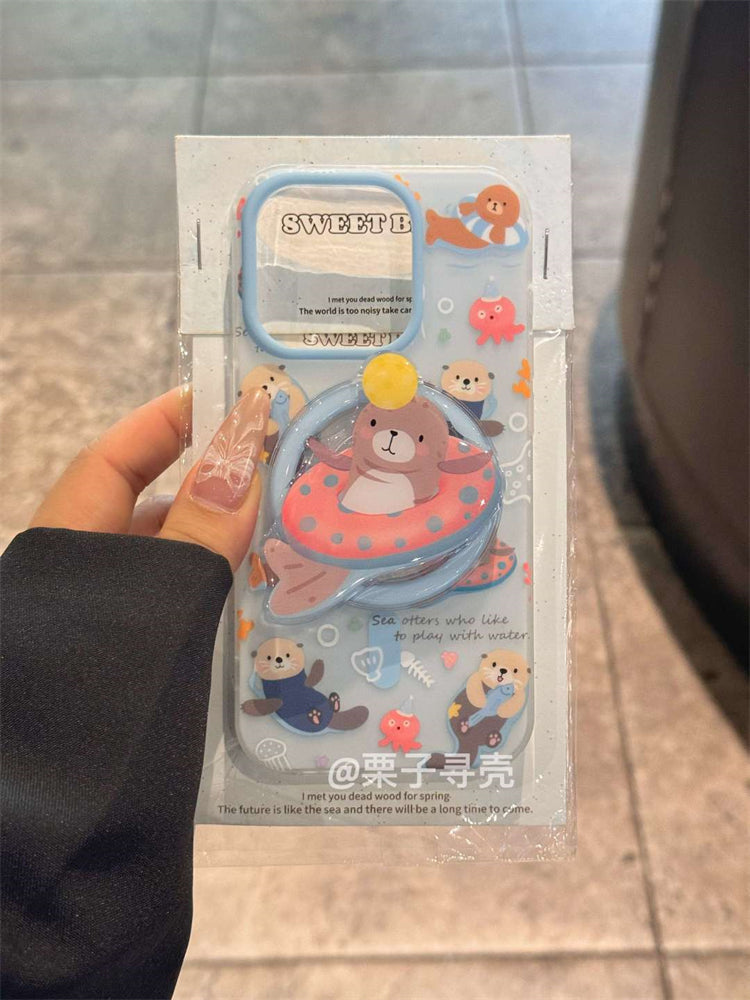 SWEET B
I met you dead wood for sp
The world is too noisy take car
SWEET
Sea otters who like
to play with water.
@栗子寻壳
I met you dead wood for spring.
The future is like the sea and there will be a long time to come.